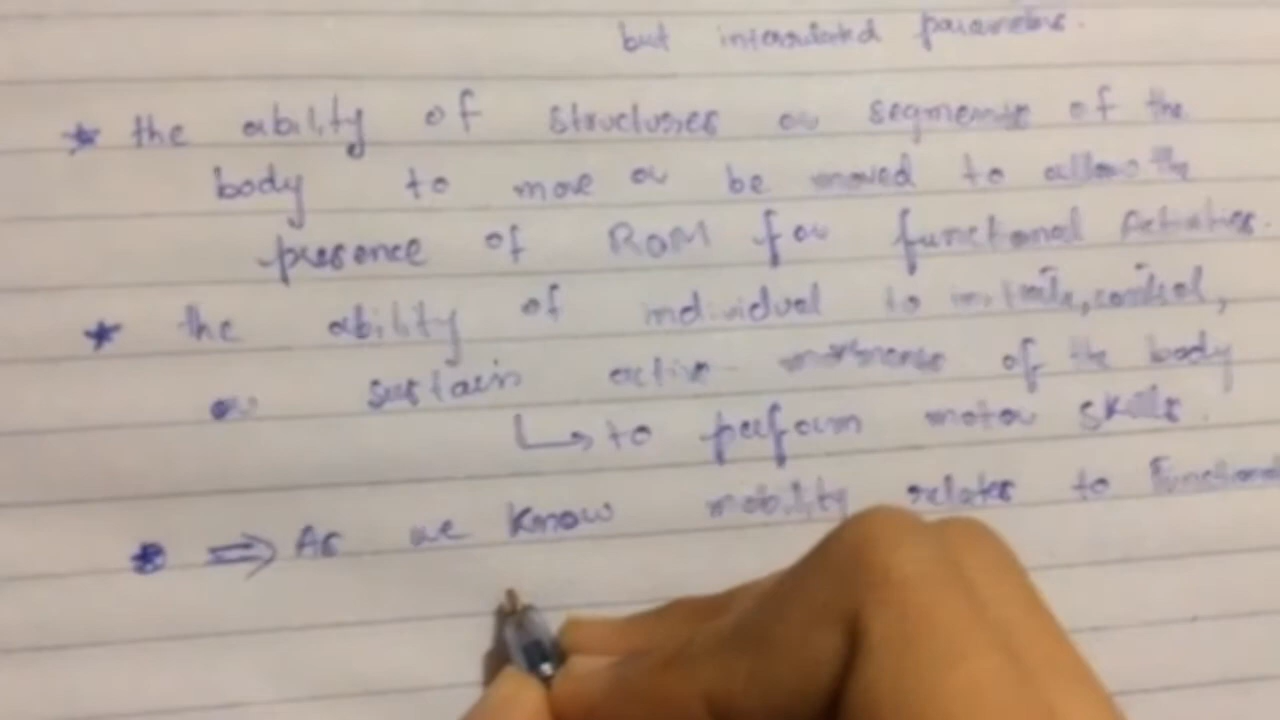 but interrelated parameters.
* the ability of structures or segments of the
body to move or be moved to allow the
presence of ROM for functional Activities.
* the ability of individual to initiate, control,
or sustain active movements of the body
↳ to perform motor skills.
* ⇒ As we know mobility relates to Functional